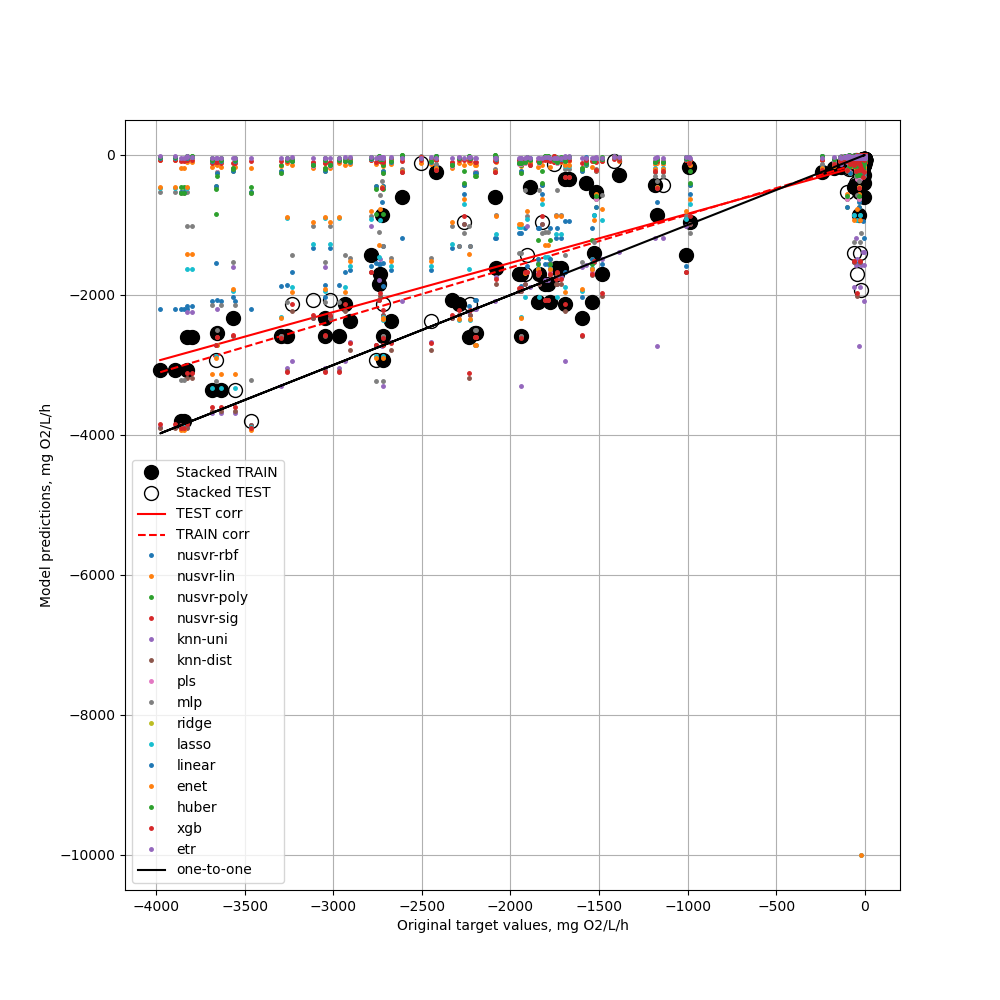 0
−2000
−4000
−6000
−8000
−10000
Model predictions, mg O2/L/h
Stacked TRAIN
Stacked TEST
TEST corr
TRAIN corr
nusvr-rbf
nusvr-lin
nusvr-poly
nusvr-sig
knn-uni
knn-dist
pls
mlp
ridge
lasso
linear
enet
huber
xgb
etr
one-to-one
−4000 −3500 −3000 −2500 −2000 −1500 −1000 −500 0
Original target values, mg O2/L/h